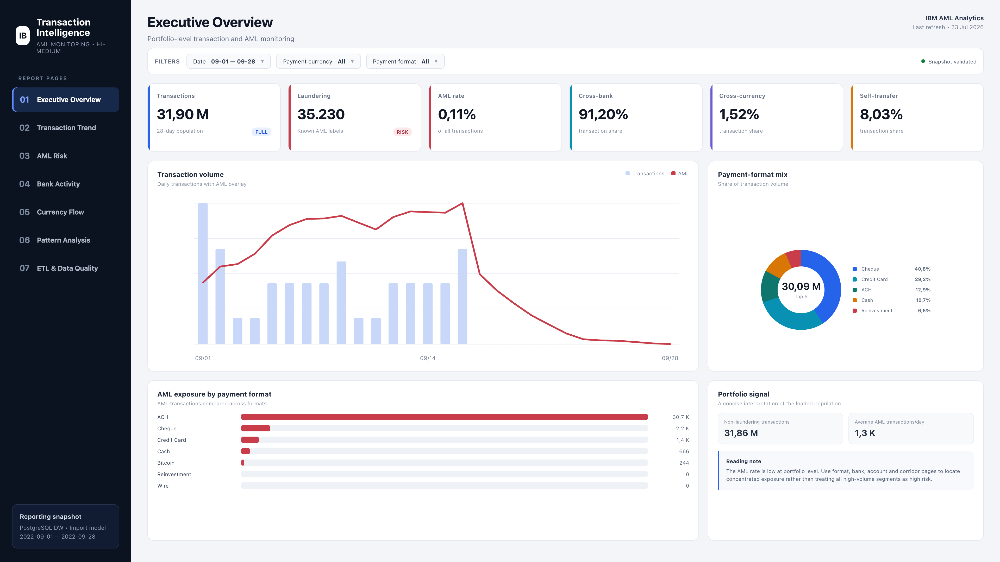 IB
Transaction
Intelligence
AML MONITORING • HI-
MEDIUM
REPORT PAGES
01 Executive Overview
02 Transaction Trend
03 AML Risk
04 Bank Activity
05 Currency Flow
06 Pattern Analysis
07 ETL & Data Quality
Reporting snapshot
PostgreSQL DW • Import model
2022-09-01 — 2022-09-28
Executive Overview
Portfolio-level transaction and AML monitoring
IBM AML Analytics
Last refresh • 23 Jul 2026
FILTERS Date 09-01 — 09-28 ▼ Payment currency All ▼ Payment format All ▼ Snapshot validated
Transactions
31,90 M
28-day population FULL
Laundering
35.230
Known AML labels RISK
AML rate
0,11%
of all transactions
Cross-bank
91,20%
transaction share
Cross-currency
1,52%
transaction share
Self-transfer
8,03%
transaction share
Transaction volume
Daily transactions with AML overlay
Transactions AML
09/01 09/14 09/28
Payment-format mix
Share of transaction volume
30,09 M
Top 5
Cheque 40,8%
Credit Card 29,2%
ACH 12,9%
Cash 10,7%
Reinvestment 6,5%
AML exposure by payment format
AML transactions compared across formats
ACH 30,7 K
Cheque 2,2 K
Credit Card 1,4 K
Cash 666
Bitcoin 244
Reinvestment 0
Wire 0
Portfolio signal
A concise interpretation of the loaded population
Non-laundering transactions
31,86 M
Average AML transactions/day
1,3 K
Reading note
The AML rate is low at portfolio level. Use format, bank, account and corridor pages to locate
concentrated exposure rather than treating all high-volume segments as high risk.